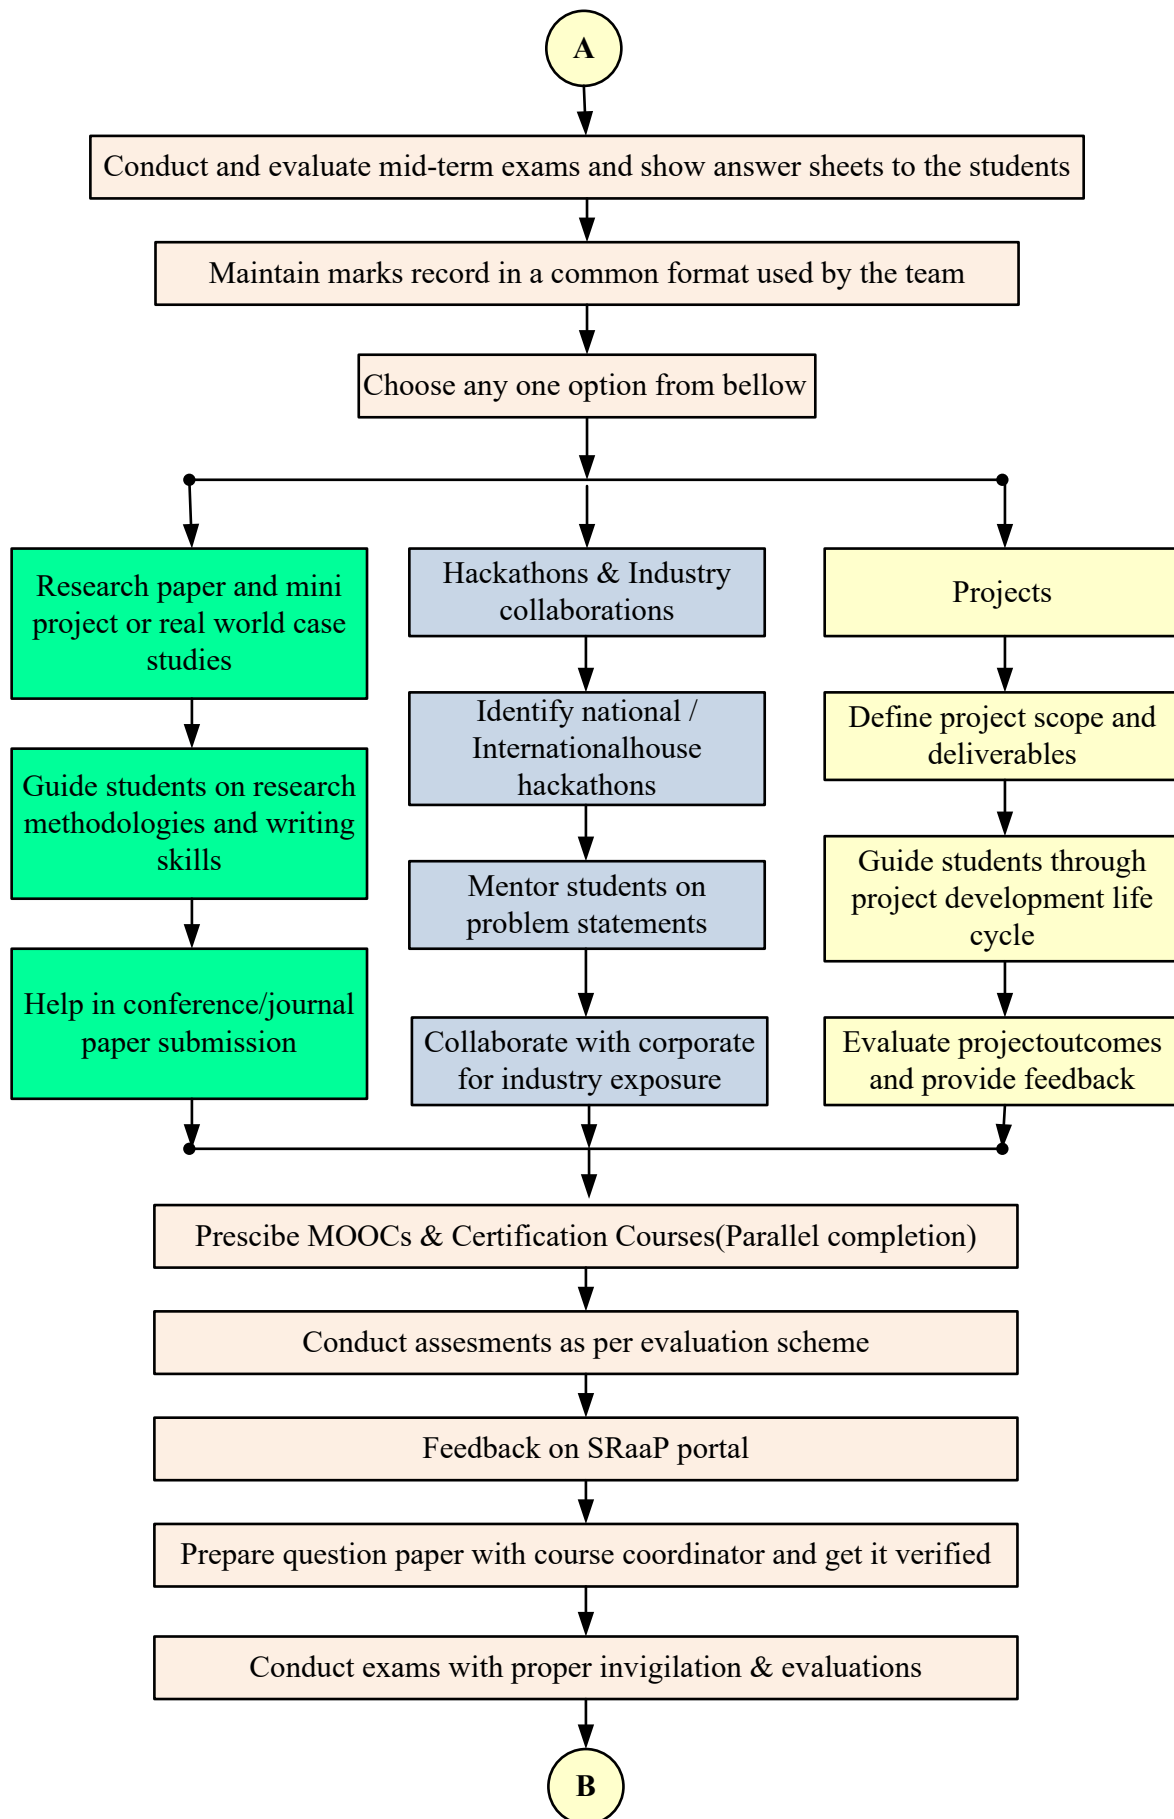 A
Conduct and evaluate mid-term exams and show answer sheets to the students
Maintain marks record in a common format used by the team
Choose any one option from bellow
Research paper and mini
project or real world case
studies
Guide students on research
methodologies and writing
skills
Help in conference/journal
paper submission
Hackathons & Industry
collaborations
Identify national /
Internationalhouse
hackathons
Mentor students on
problem statements
Collaborate with corporate
for industry exposure
Projects
Define project scope and
deliverables
Guide students through
project development life
cycle
Evaluate projectoutcomes
and provide feedback
Prescibe MOOCs & Certification Courses(Parallel completion)
Conduct assesments as per evaluation scheme
Feedback on SRaaP portal
Prepare question paper with course coordinator and get it verified
Conduct exams with proper invigilation & evaluations
B